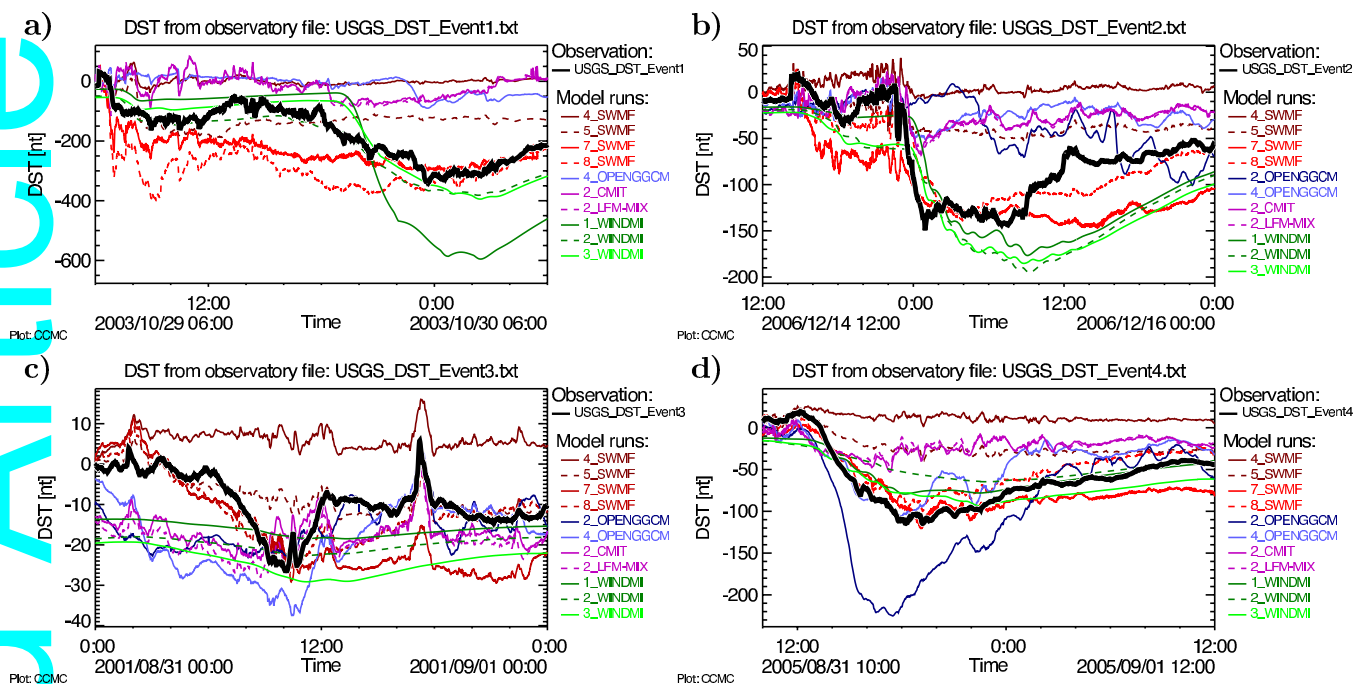 a)
DST from observatory file: USGS_DST_Event1.txt
0
-200
-400
-600
DST [nt]
12:00
0:00
2003/10/29 06:00
Time
2003/10/30 06:00
Plot: CCMC
Observation:
USGS_DST_Event1
Model runs:
4_SWMF
5_SWMF
7_SWMF
8_SWMF
4_OPENGGCM
2_CMIT
2_LFM-MIX
1_WINDMI
2_WINDMI
3_WINDMI
b)
DST from observatory file: USGS_DST_Event2.txt
50
0
-50
-100
-150
-200
DST [nt]
12:00
0:00
12:00
0:00
2006/12/14 12:00
Time
2006/12/16 00:00
Plot: CCMC
Observation:
USGS_DST_Event2
Model runs:
4_SWMF
5_SWMF
7_SWMF
8_SWMF
2_OPENGGCM
4_OPENGGCM
2_CMIT
2_LFM-MIX
1_WINDMI
2_WINDMI
3_WINDMI
c)
DST from observatory file: USGS_DST_Event3.txt
10
0
-10
-20
-30
-40
DST [nt]
0:00
12:00
0:00
2001/08/31 00:00
Time
2001/09/01 00:00
Plot: CCMC
Observation:
USGS_DST_Event3
Model runs:
4_SWMF
5_SWMF
7_SWMF
8_SWMF
2_OPENGGCM
4_OPENGGCM
2_CMIT
2_LFM-MIX
1_WINDMI
2_WINDMI
3_WINDMI
d)
DST from observatory file: USGS_DST_Event4.txt
0
-50
-100
-150
-200
DST [nt]
12:00
0:00
12:00
2005/08/31 10:00
Time
2005/09/01 12:00
Plot: CCMC
Observation:
USGS_DST_Event4
Model runs:
4_SWMF
5_SWMF
7_SWMF
8_SWMF
2_OPENGGCM
4_OPENGGCM
2_CMIT
2_LFM-MIX
1_WINDMI
2_WINDMI
3_WINDMI